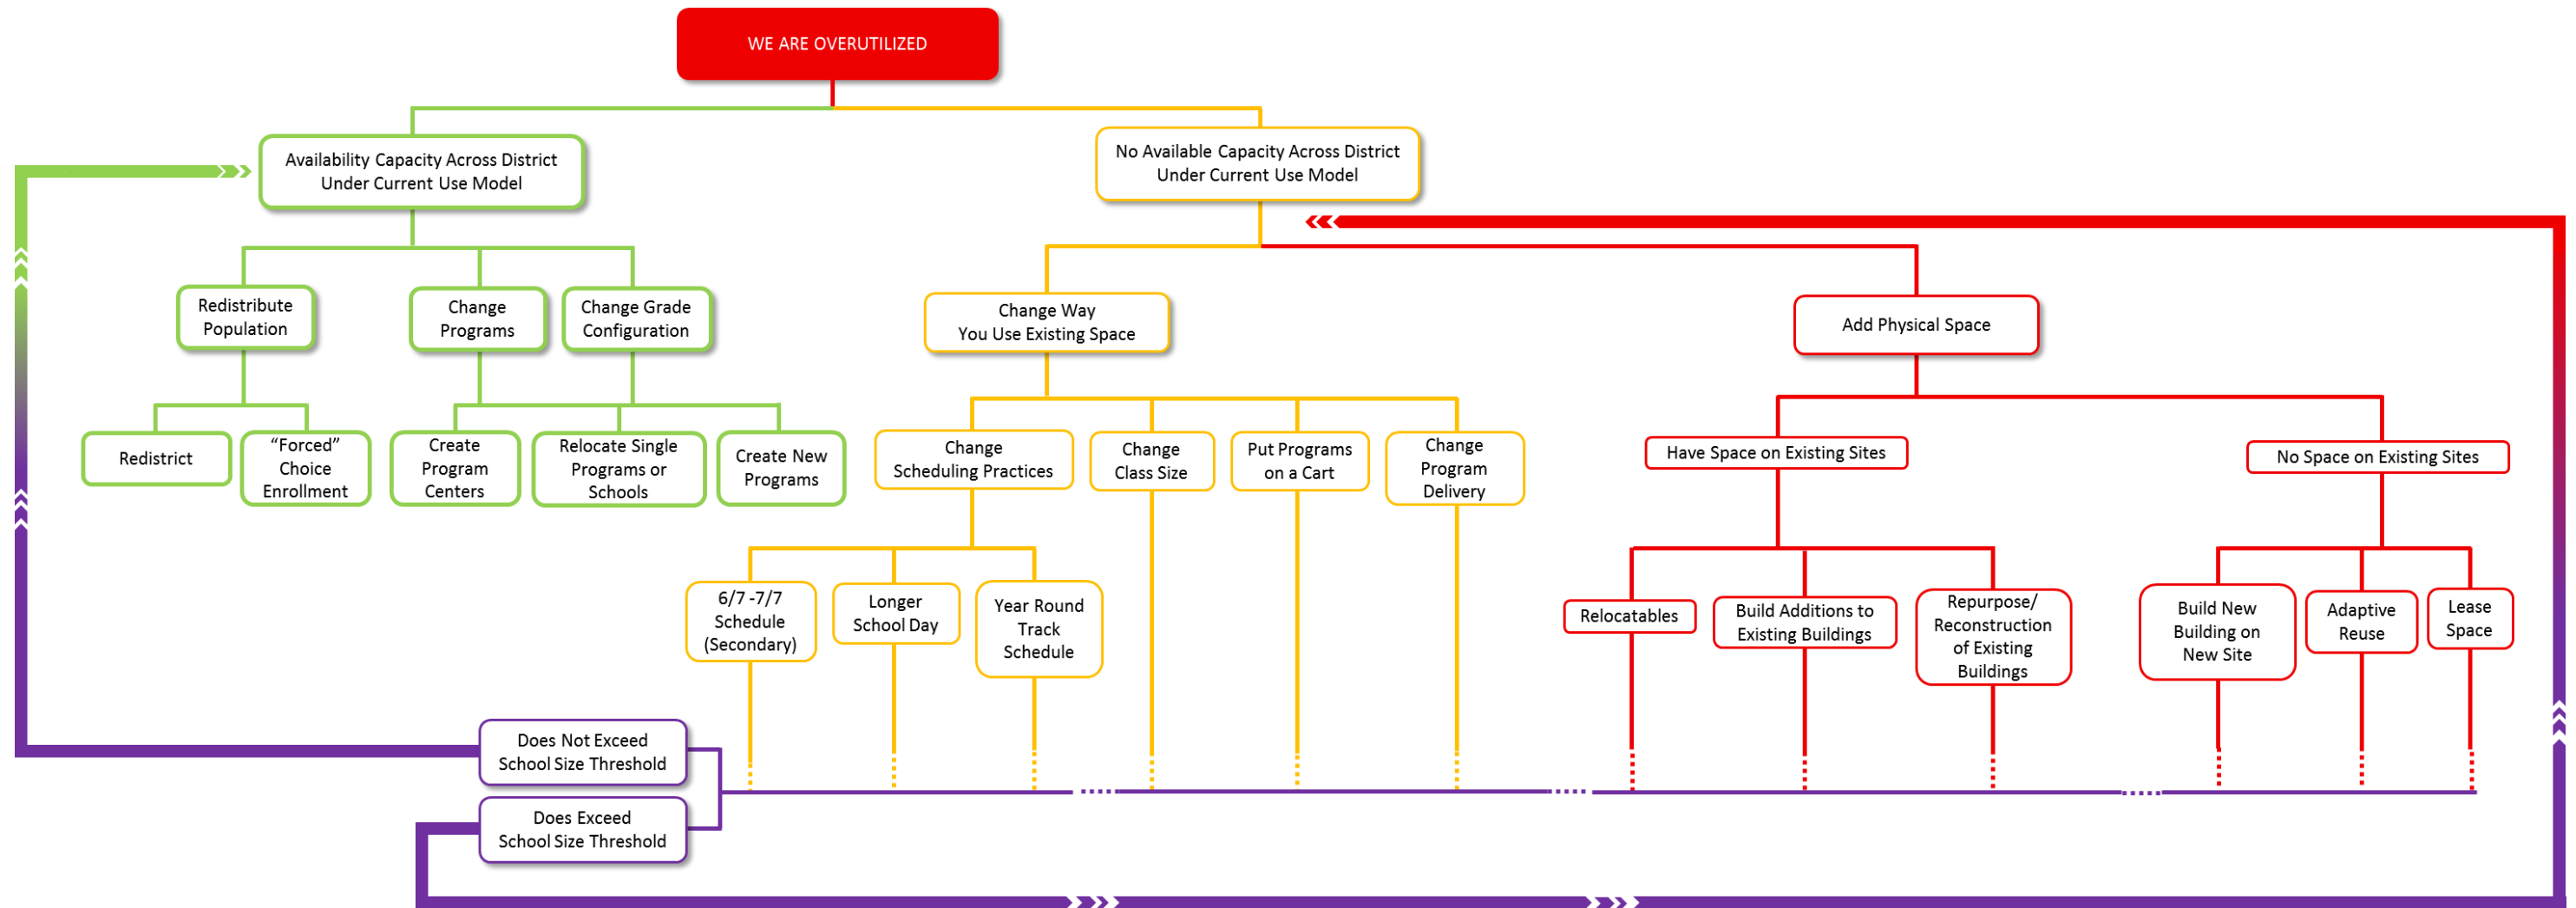 WE ARE OVERUTILIZED
Availability Capacity Across District
Under Current Use Model
No Available Capacity Across District
Under Current Use Model
Redistribute
Population
Change
Programs
Change Grade
Configuration
Change Way
You Use Existing Space
Add Physical Space
Redistrict
“Forced”
Choice
Enrollment
Create
Program
Centers
Relocate Single
Programs or
Schools
Create New
Programs
Change
Scheduling Practices
Change
Class Size
Put Programs
on a Cart
Change
Program
Delivery
Have Space on Existing Sites
No Space on Existing Sites
6/7 -7/7
Schedule
(Secondary)
Longer
School Day
Year Round
Track
Schedule
Relocatables
Build Additions to
Existing Buildings
Repurpose/
Reconstruction
of Existing
Buildings
Build New
Building on
New Site
Adaptive
Reuse
Lease
Space
Does Not Exceed
School Size Threshold
Does Exceed
School Size Threshold